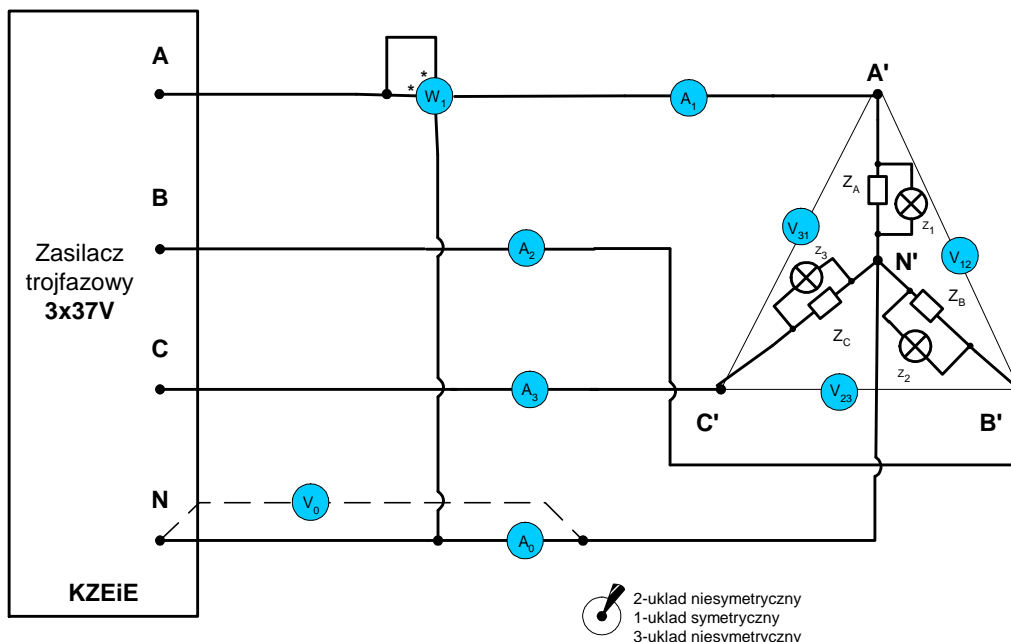 A
*
*
W1
A1
A'
B
ZA
z1
Zasilacz
trojfazowy
3x37V
A2
V31
z3
N'
V12
ZB
C
ZC
z2
A3
C'
V23
B'
N
V0
A0
KZEiE
2-uklad niesymetryczny
1-uklad symetryczny
3-uklad niesymetryczny